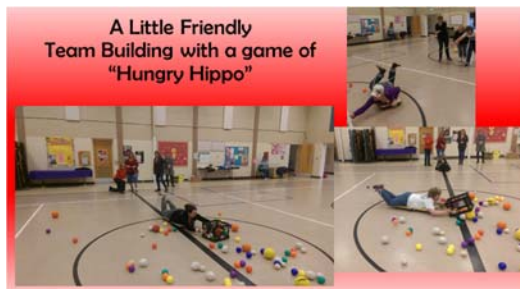 A Little Friendly
Team Building with a game of
“Hungry Hippo”